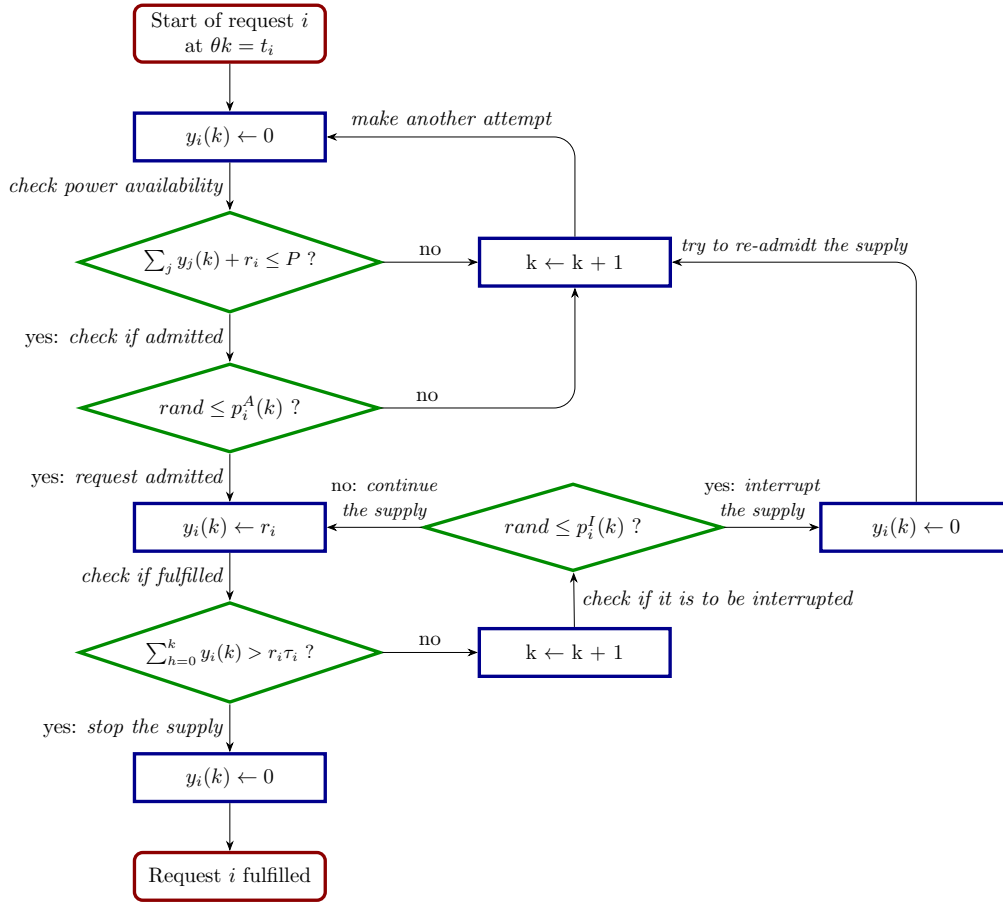 Start of request i
at θk = t_i
make another attempt
y_i(k) ← 0
check power availability
try to re-admidt the supply
∑_j y_j(k) + r_i ≤ P ?
no
k ← k + 1
yes: check if admitted
rand ≤ p_i^A(k) ?
no
yes: request admitted
no: continue
the supply
yes: interrupt
the supply
y_i(k) ← r_i
rand ≤ p_i^I(k) ?
y_i(k) ← 0
check if fulfilled
check if it is to be interrupted
∑_{h=0}^k y_i(k) > r_i τ_i ?
no
k ← k + 1
yes: stop the supply
y_i(k) ← 0
Request i fulfilled